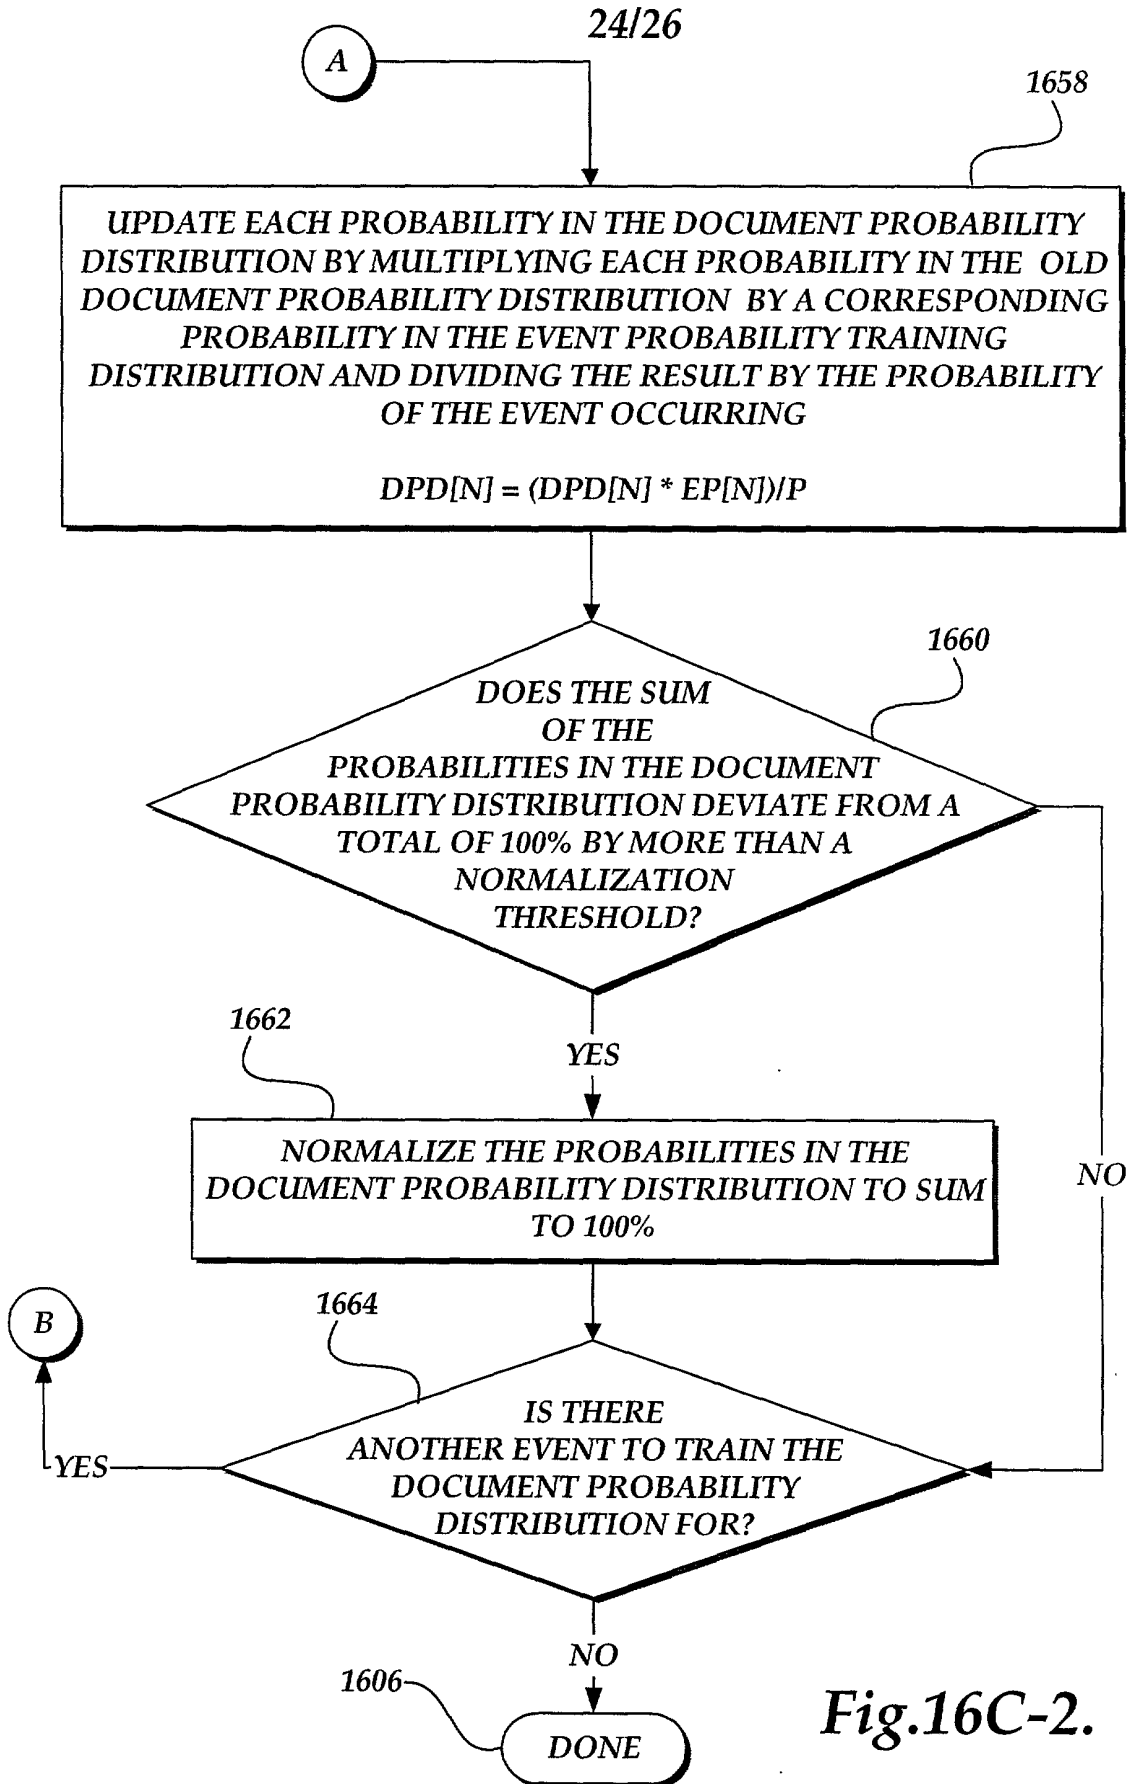 24/26
A
1658
UPDATE EACH PROBABILITY IN THE DOCUMENT PROBABILITY
DISTRIBUTION BY MULTIPLYING EACH PROBABILITY IN THE OLD
DOCUMENT PROBABILITY DISTRIBUTION BY A CORRESPONDING
PROBABILITY IN THE EVENT PROBABILITY TRAINING
DISTRIBUTION AND DIVIDING THE RESULT BY THE PROBABILITY
OF THE EVENT OCCURRING
DPD[N] = (DPD[N] * EP[N])/P
1660
DOES THE SUM
OF THE
PROBABILITIES IN THE DOCUMENT
PROBABILITY DISTRIBUTION DEVIATE FROM A
TOTAL OF 100% BY MORE THAN A
NORMALIZATION
THRESHOLD?
1662
YES
NORMALIZE THE PROBABILITIES IN THE
DOCUMENT PROBABILITY DISTRIBUTION TO SUM
TO 100%
NO
1664
B
IS THERE
ANOTHER EVENT TO TRAIN THE
DOCUMENT PROBABILITY
DISTRIBUTION FOR?
YES
NO
1606
DONE
Fig.16C-2.